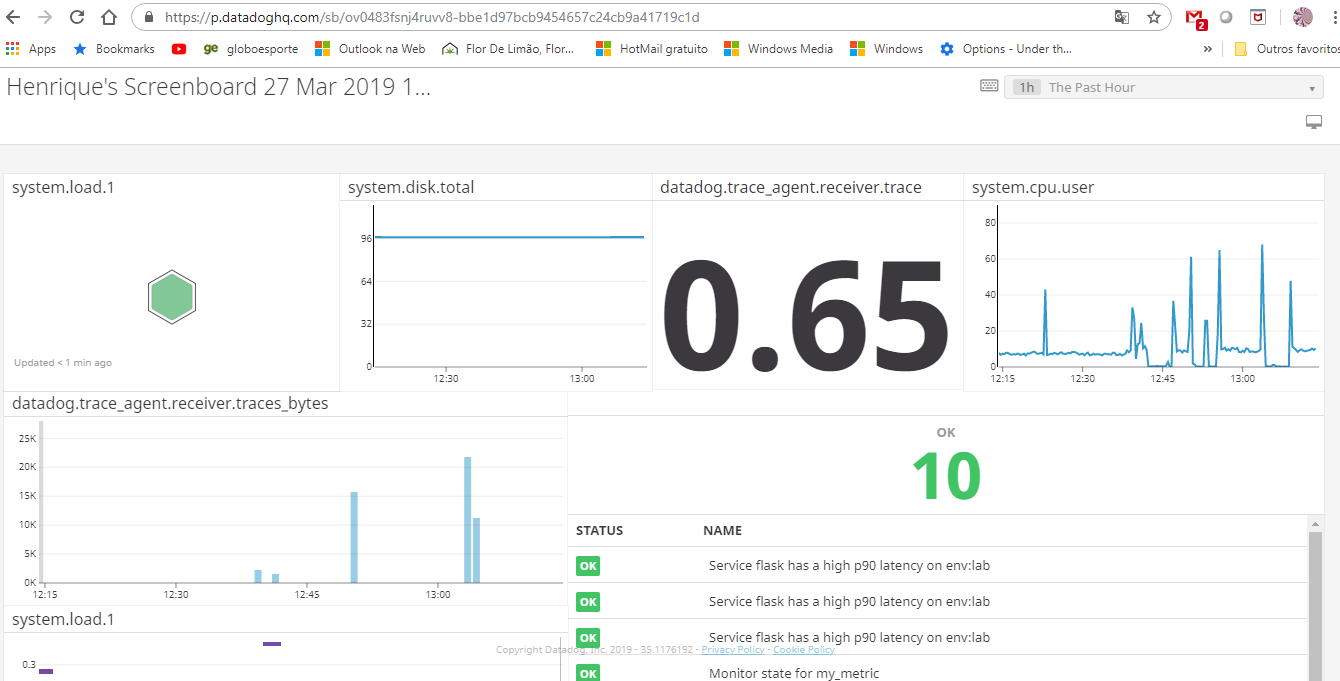 https://p.datadoghq.com/sb/ov0483fsnj4ruvv8-bbe1d97bcb9454657c24cb9a41719c1d
2
Apps Bookmarks ge globoesporte Outlook na Web Flor De Limão, Flor... HotMail gratuito Windows Media Windows Options - Under th... » Outros favoritos
Henrique's Screenboard 27 Mar 2019 1...
1h The Past Hour
system.load.1
Updated < 1 min ago
system.disk.total
96
64
32
0
12:30 13:00
datadog.trace_agent.receiver.trace
0.65
system.cpu.user
80
60
40
20
0
12:15 12:30 12:45 13:00
datadog.trace_agent.receiver.traces_bytes
25K
20K
15K
10K
5K
0K
12:15 12:30 12:45 13:00
OK
10
STATUS NAME
OK Service flask has a high p90 latency on env:lab
OK Service flask has a high p90 latency on env:lab
OK Service flask has a high p90 latency on env:lab
OK Monitor state for my_metric
system.load.1
0.3
Copyright Datadog, Inc. 2019 - 35.1176192 - Privacy Policy - Cookie Policy